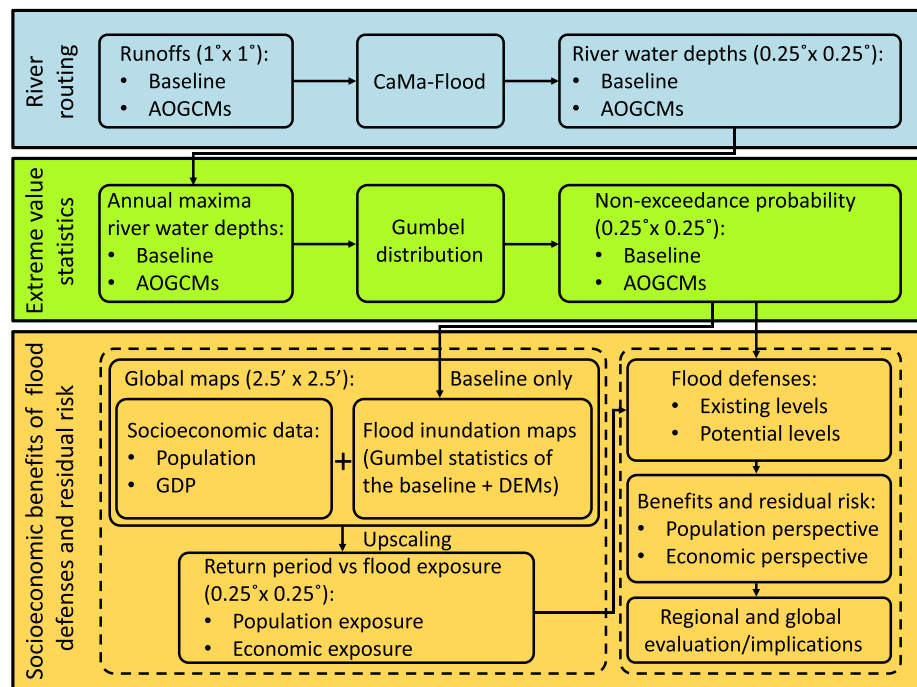 River
routing
Runoffs (1˚x 1˚):
• Baseline
• AOGCMs
CaMa-Flood
River water depths (0.25˚x 0.25˚):
• Baseline
• AOGCMs
Extreme value
statistics
Annual maxima
river water depths:
• Baseline
• AOGCMs
Gumbel
distribution
Non-exceedance probability
(0.25˚x 0.25˚):
• Baseline
• AOGCMs
Socioeconomic benefits of flood
defenses and residual risk
Global maps (2.5’ x 2.5’):
Baseline only
Socioeconomic data:
• Population
• GDP
+
Flood inundation maps
(Gumbel statistics of
the baseline + DEMs)
Upscaling
Return period vs flood exposure
(0.25˚x 0.25˚):
• Population exposure
• Economic exposure
Flood defenses:
• Existing levels
• Potential levels
Benefits and residual risk:
• Population perspective
• Economic perspective
Regional and global
evaluation/implications